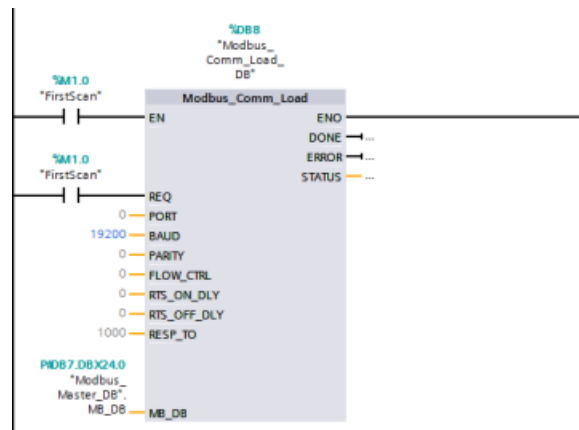 %DB8
"Modbus_
Comm_Load_
DB"
%M1.0
"FirstScan"
Modbus_Comm_Load
EN
ENO
DONE
...
ERROR
...
STATUS
...
%M1.0
"FirstScan"
REQ
0
PORT
19200
BAUD
0
PARITY
0
FLOW_CTRL
0
RTS_ON_DLY
0
RTS_OFF_DLY
1000
RESP_TO
P#DB7.DBX24.0
"Modbus_
Master_DB".
MB_DB
MB_DB